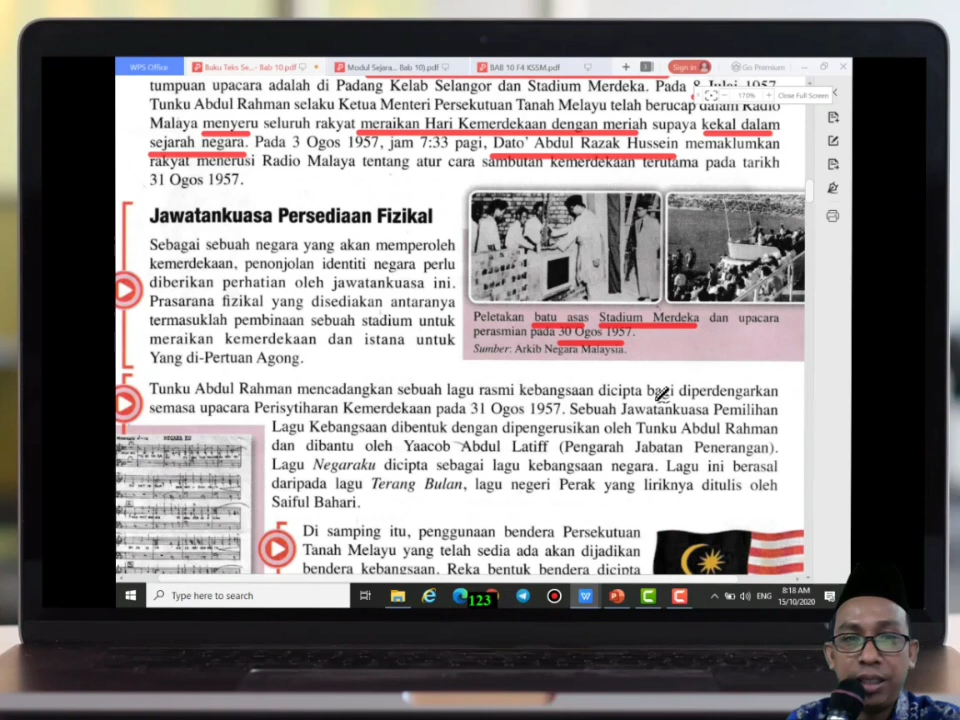 WPS Office
Buku Teks Se...- Bab 10.pdf
Modul Sejara... Bab 10).pdf
BAB 10 F4 KSSM.pdf
Sign in
Go Premium
170%
Close Full Screen
tumpuan upacara adalah di Padang Kelab Selangor dan Stadium Merdeka. Pada 8 Julai 1957,
Tunku Abdul Rahman selaku Ketua Menteri Persekutuan Tanah Melayu telah berucap dalam Radio
Malaya menyeru seluruh rakyat meraikan Hari Kemerdekaan dengan meriah supaya kekal dalam
sejarah negara. Pada 3 Ogos 1957, jam 7:33 pagi, Dato' Abdul Razak Hussein memaklumkan
rakyat menerusi Radio Malaya tentang atur cara sambutan kemerdekaan terutama pada tarikh
31 Ogos 1957.
Jawatankuasa Persediaan Fizikal
Sebagai sebuah negara yang akan memperoleh
kemerdekaan, penonjolan identiti negara perlu
diberikan perhatian oleh jawatankuasa ini.
Prasarana fizikal yang disediakan antaranya
termasuklah pembinaan sebuah stadium untuk
meraikan kemerdekaan dan istana untuk
Yang di-Pertuan Agong.
Peletakan batu asas Stadium Merdeka dan upacara
perasmian pada 30 Ogos 1957.
Sumber: Arkib Negara Malaysia.
Tunku Abdul Rahman mencadangkan sebuah lagu rasmi kebangsaan dicipta bagi diperdengarkan
semasa upacara Perisytiharan Kemerdekaan pada 31 Ogos 1957. Sebuah Jawatankuasa Pemilihan
Lagu Kebangsaan dibentuk dengan dipengerusikan oleh Tunku Abdul Rahman
dan dibantu oleh Yaacob Abdul Latiff (Pengarah Jabatan Penerangan).
Lagu Negaraku dicipta sebagai lagu kebangsaan negara. Lagu ini berasal
daripada lagu Terang Bulan, lagu negeri Perak yang liriknya ditulis oleh
Saiful Bahari.
Di samping itu, penggunaan bendera Persekutuan
Tanah Melayu yang telah sedia ada akan dijadikan
bendera kebangsaan. Reka bentuk bendera dicipta
Type here to search
123
ENG
8:18 AM
15/10/2020